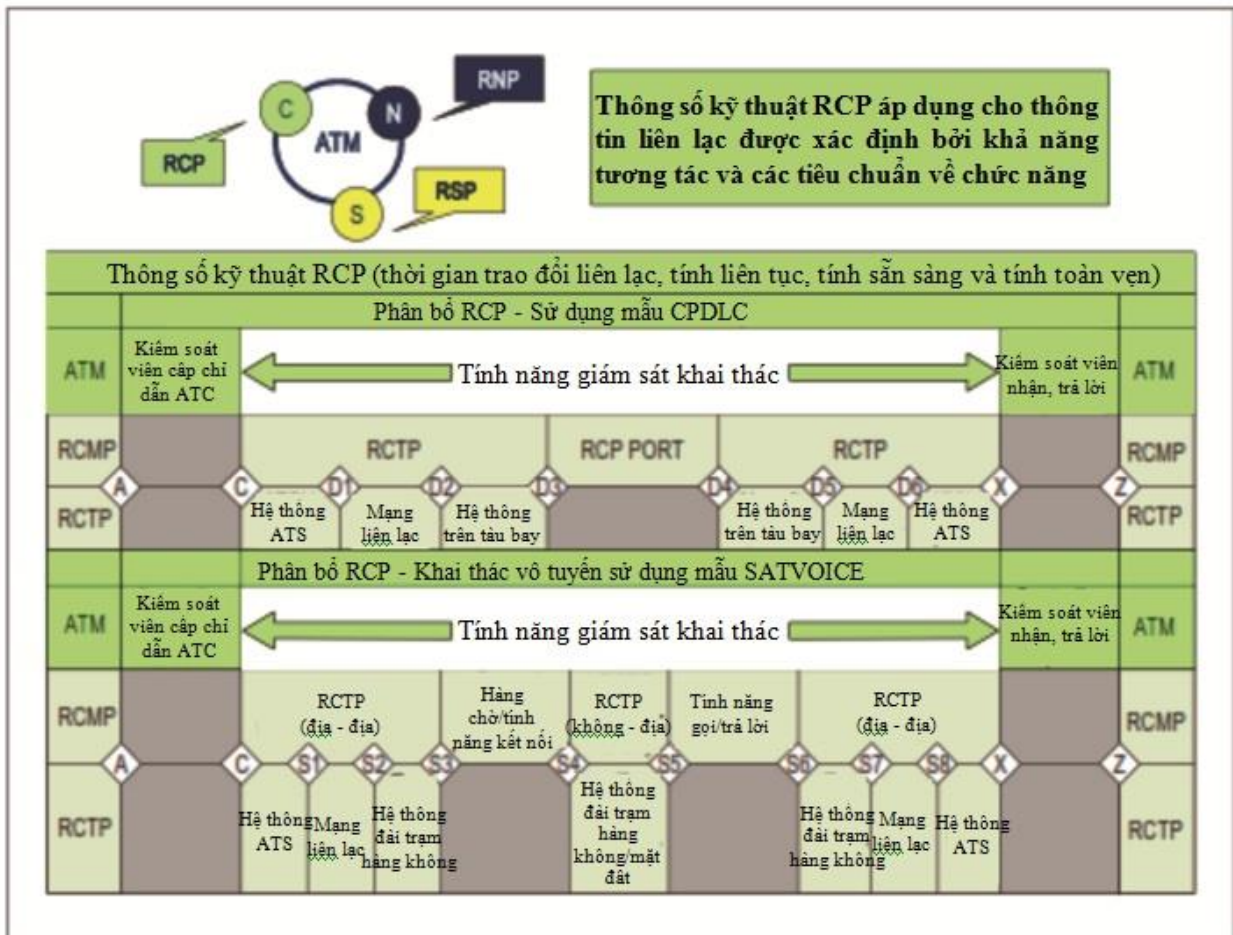 RNP
C
N
ATM
RCP
RSP
S
Thông số kỹ thuật RCP áp dụng cho thông
tin liên lạc được xác định bởi khả năng
tương tác và các tiêu chuẩn về chức năng
Thông số kỹ thuật RCP (thời gian trao đổi liên lạc, tính liên tục, tính sẵn sàng và tính toàn vẹn)
Phân bổ RCP - Sử dụng mẫu CPDLC
ATM
Kiểm soát
viên cấp chỉ
dẫn ATC
Tính năng giám sát khai thác
Kiểm soát viên
nhận, trả lời
ATM
RCMP
RCTP
RCP PORT
RCTP
RCMP
A
C
D1
D2
D3
D4
D5
D6
X
Z
RCTP
Hệ thống
ATS
Mạng
liên lạc
Hệ thống
trên tàu bay
Hệ thống
trên tàu bay
Mạng
liên lạc
Hệ thống
ATS
RCTP
Phân bổ RCP - Khai thác vô tuyến sử dụng mẫu SATVOICE
ATM
Kiểm soát
viên cấp chỉ
dẫn ATC
Tính năng giám sát khai thác
Kiểm soát viên
nhận, trả lời
ATM
RCMP
RCTP
(địa - địa)
Hàng
chờ/tính
năng kết nối
RCTP
(không - địa)
Tính năng
gọi/trả lời
RCTP
(địa - địa)
RCMP
A
C
S1
S2
S3
S4
S5
S6
S7
S8
X
Z
RCTP
Hệ thống
ATS
Mạng
liên lạc
Hệ thống
đài trạm
hàng không
Hệ thống
đài trạm
hàng
không/mặt
đất
Hệ thống
đài trạm
hàng không
Mạng
liên lạc
Hệ thống
ATS
RCTP